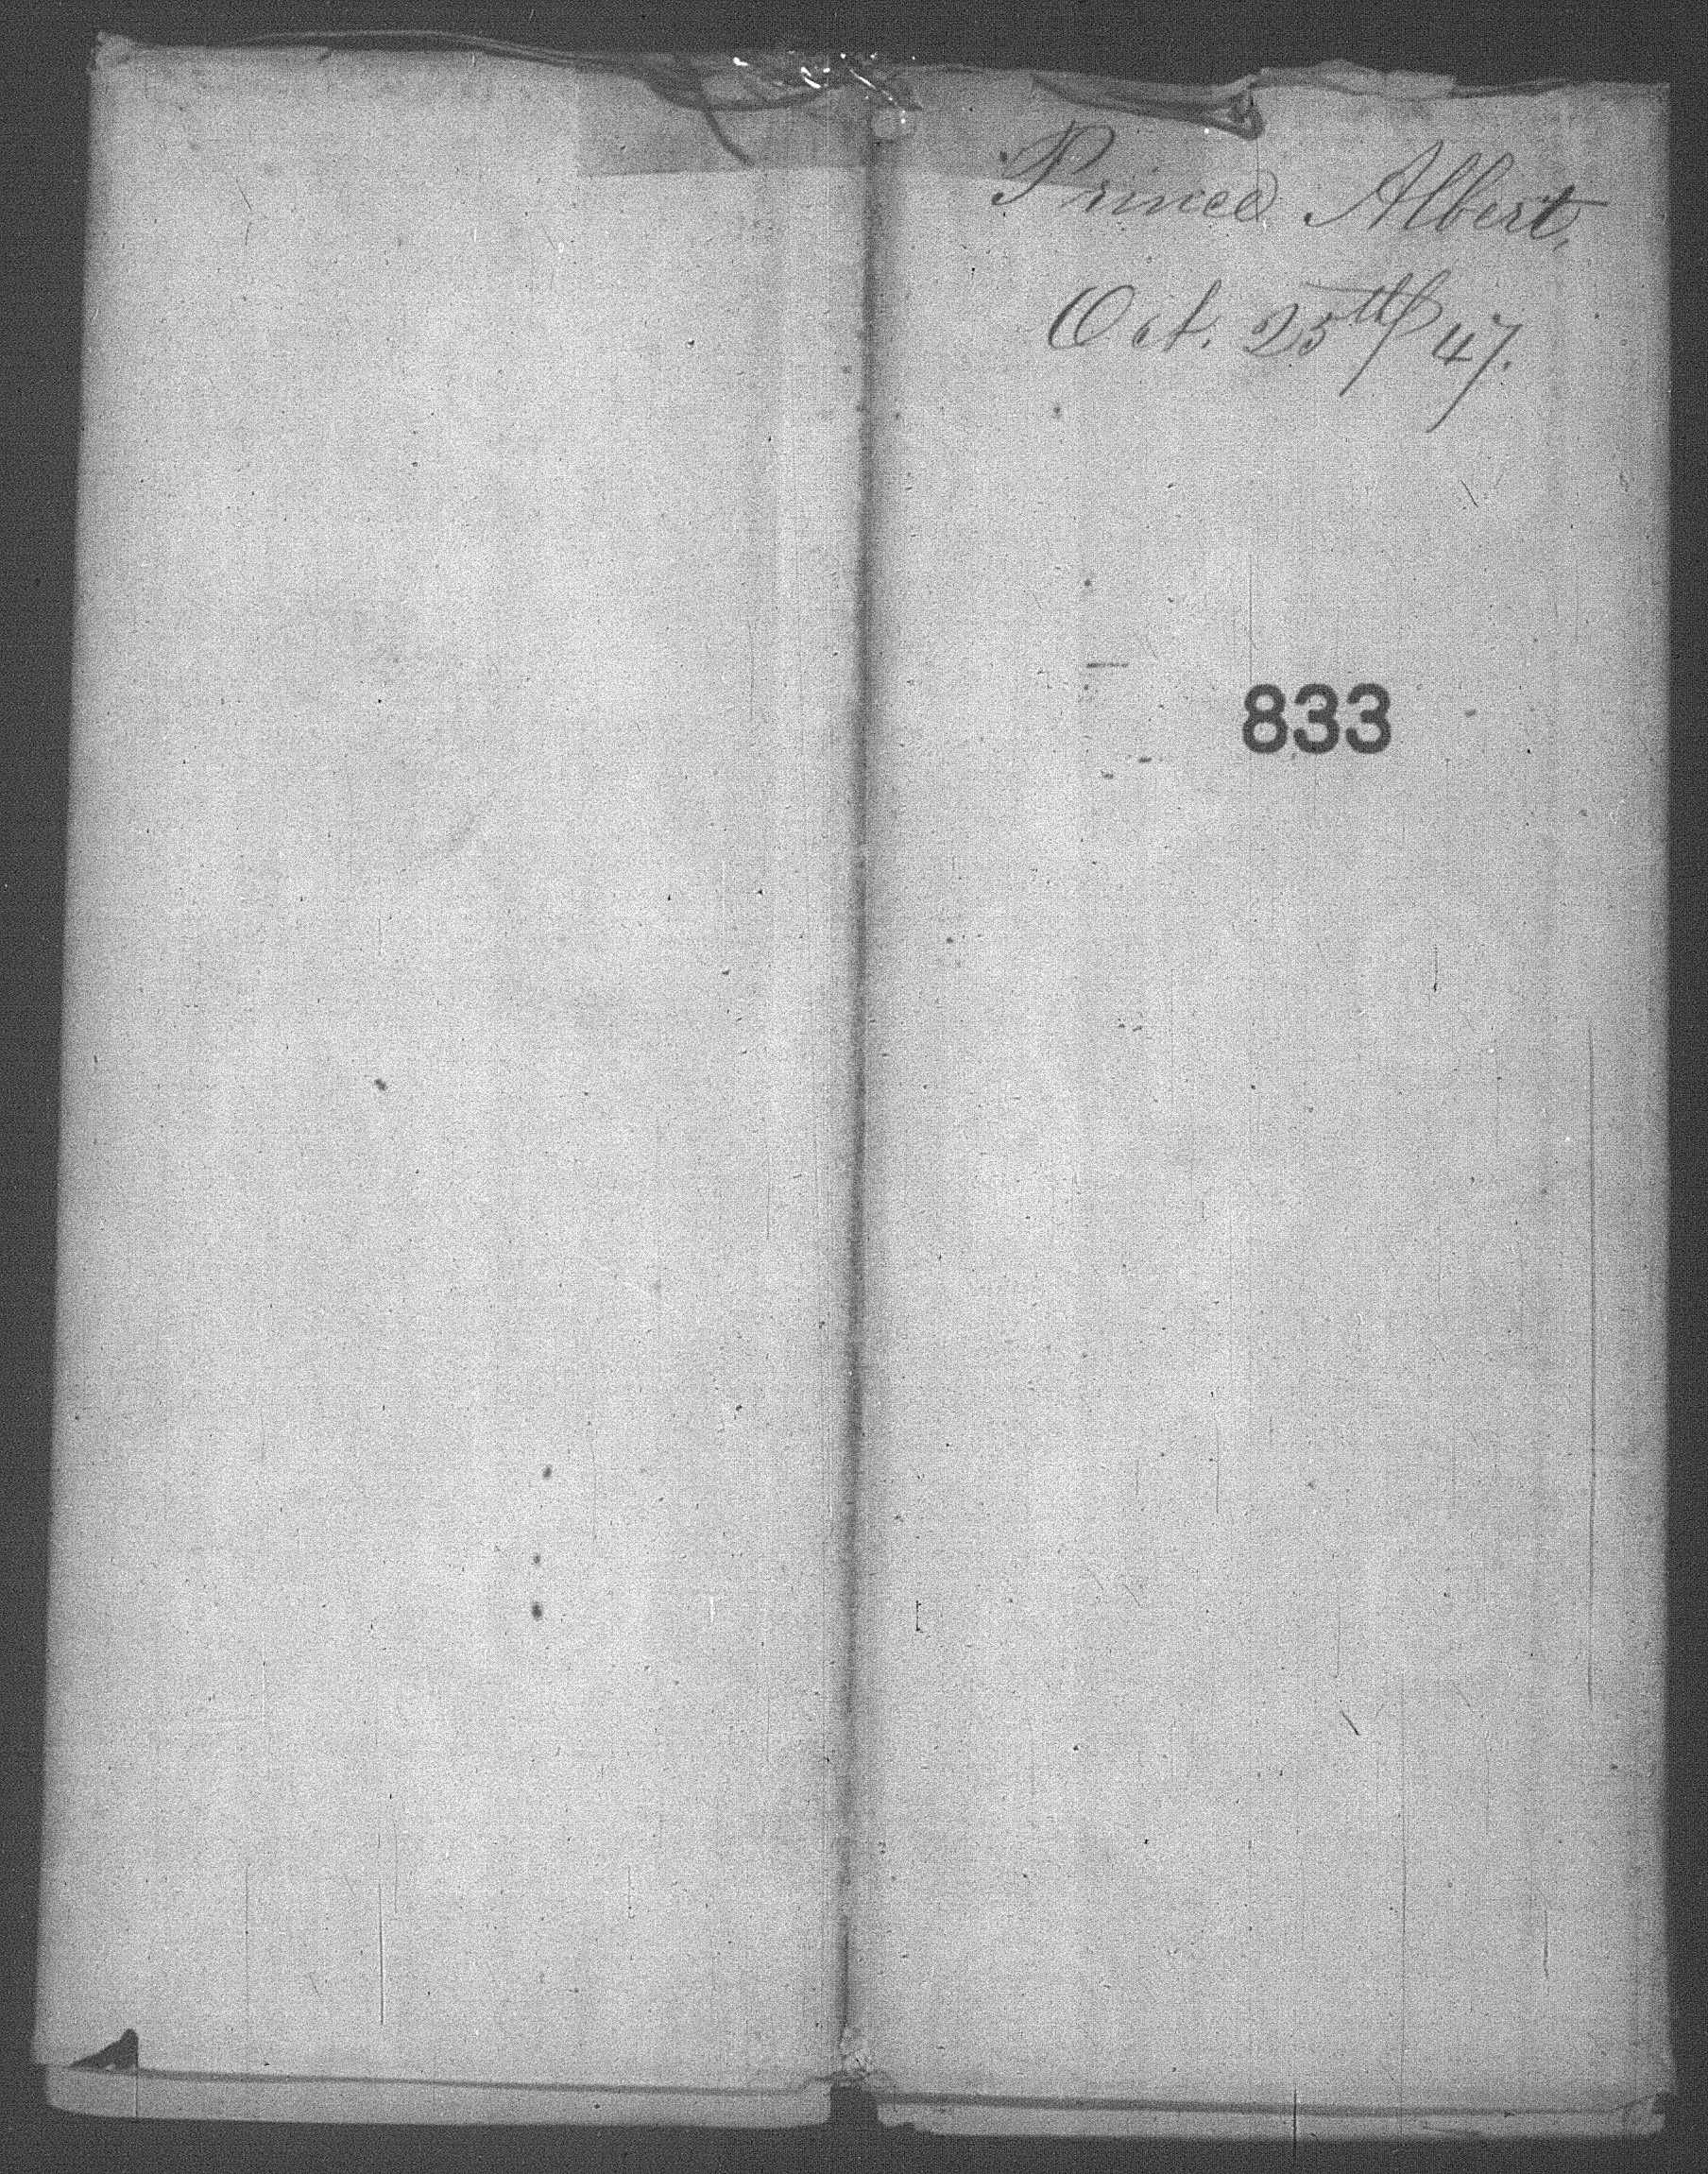 Prince Albert,
Oct. 25th 47.
833